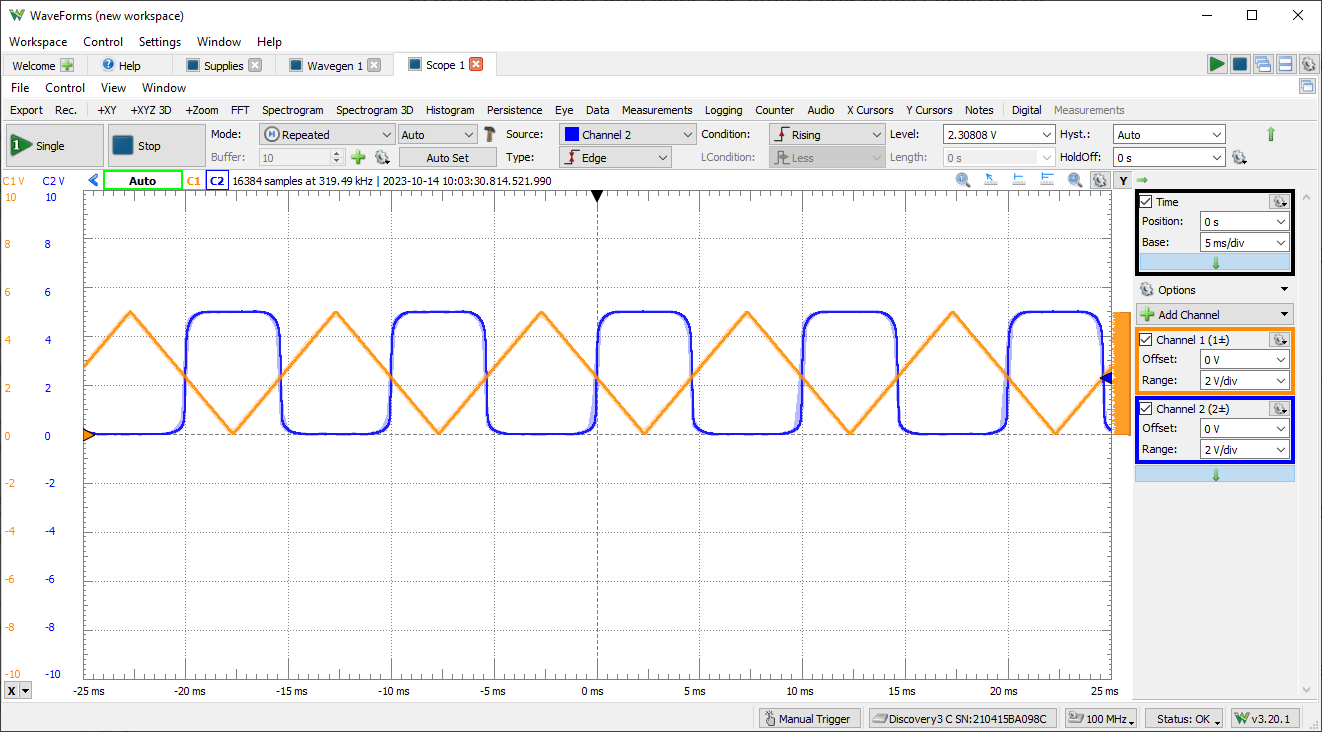 WaveForms (new workspace)
Workspace Control Settings Window Help
Welcome Help Supplies Wavegen 1 Scope 1
File Control View Window
Export Rec. +XY +XYZ 3D +Zoom FFT Spectrogram Spectrogram 3D Histogram Persistence Eye Data Measurements Logging Counter Audio X Cursors Y Cursors Notes Digital Measurements
1 Single Stop Mode: Repeated Auto Source: Channel 2 Condition: Rising Level: 2.30808 V Hyst.: Auto
Buffer: 10 Auto Set Type: Edge LCondition: Less Length: 0 s HoldOff: 0 s
C1 V C2 V Auto C1 C2 16384 samples at 319.49 kHz | 2023-10-14 10:03:30.814.521.990 Y
10 10
8 8
6 6
4 4
2 2
0 0
-2 -2
-4 -4
-6 -6
-8 -8
-10 -10
X -25 ms -20 ms -15 ms -10 ms -5 ms 0 ms 5 ms 10 ms 15 ms 20 ms 25 ms
Time
Position: 0 s
Base: 5 ms/div
Options
Add Channel
Channel 1 (1±)
Offset: 0 V
Range: 2 V/div
Channel 2 (2±)
Offset: 0 V
Range: 2 V/div
Manual Trigger Discovery3 C SN:210415BA098C 100 MHz Status: OK v3.20.1